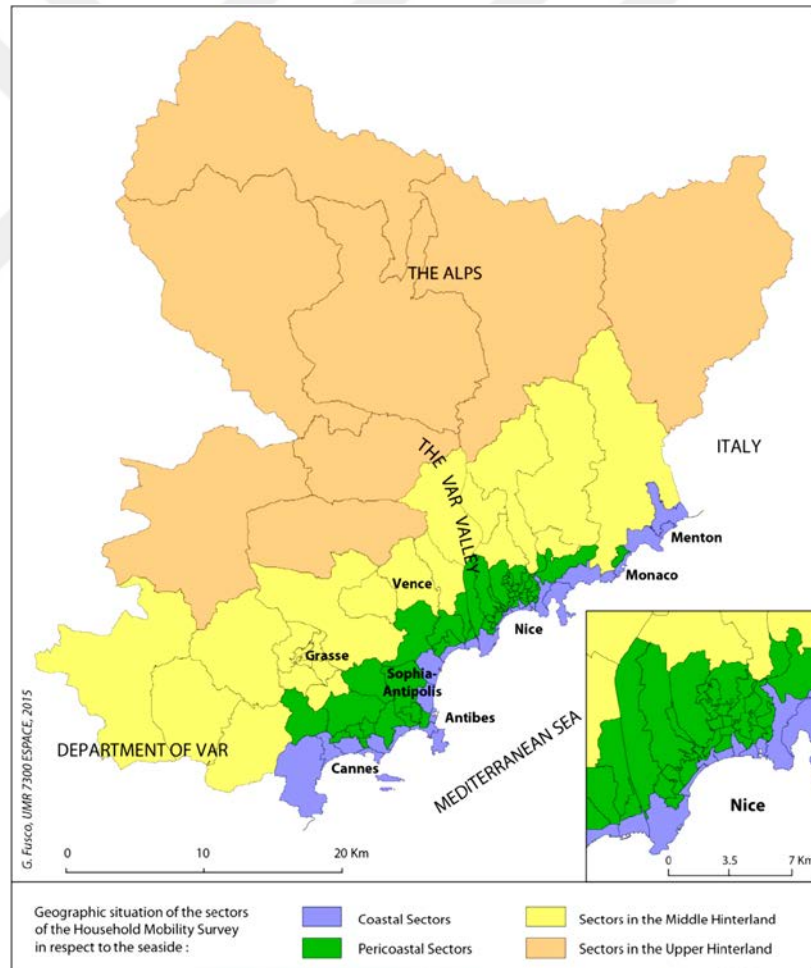 THE ALPS
ITALY
THE VAR VALLEY
Menton
Monaco
Vence
Nice
Grasse
Sophia-
Antipolis
Antibes
DEPARTMENT OF VAR
Cannes
MEDITERRANEAN SEA
Nice
G. Fusco, UMR 7300 ESPACE, 2015
0 10 20 Km
0 3.5 7 Km
Geographic situation of the sectors
of the Household Mobility Survey
in respect to the seaside :
Coastal Sectors
Pericoastal Sectors
Sectors in the Middle Hinterland
Sectors in the Upper Hinterland